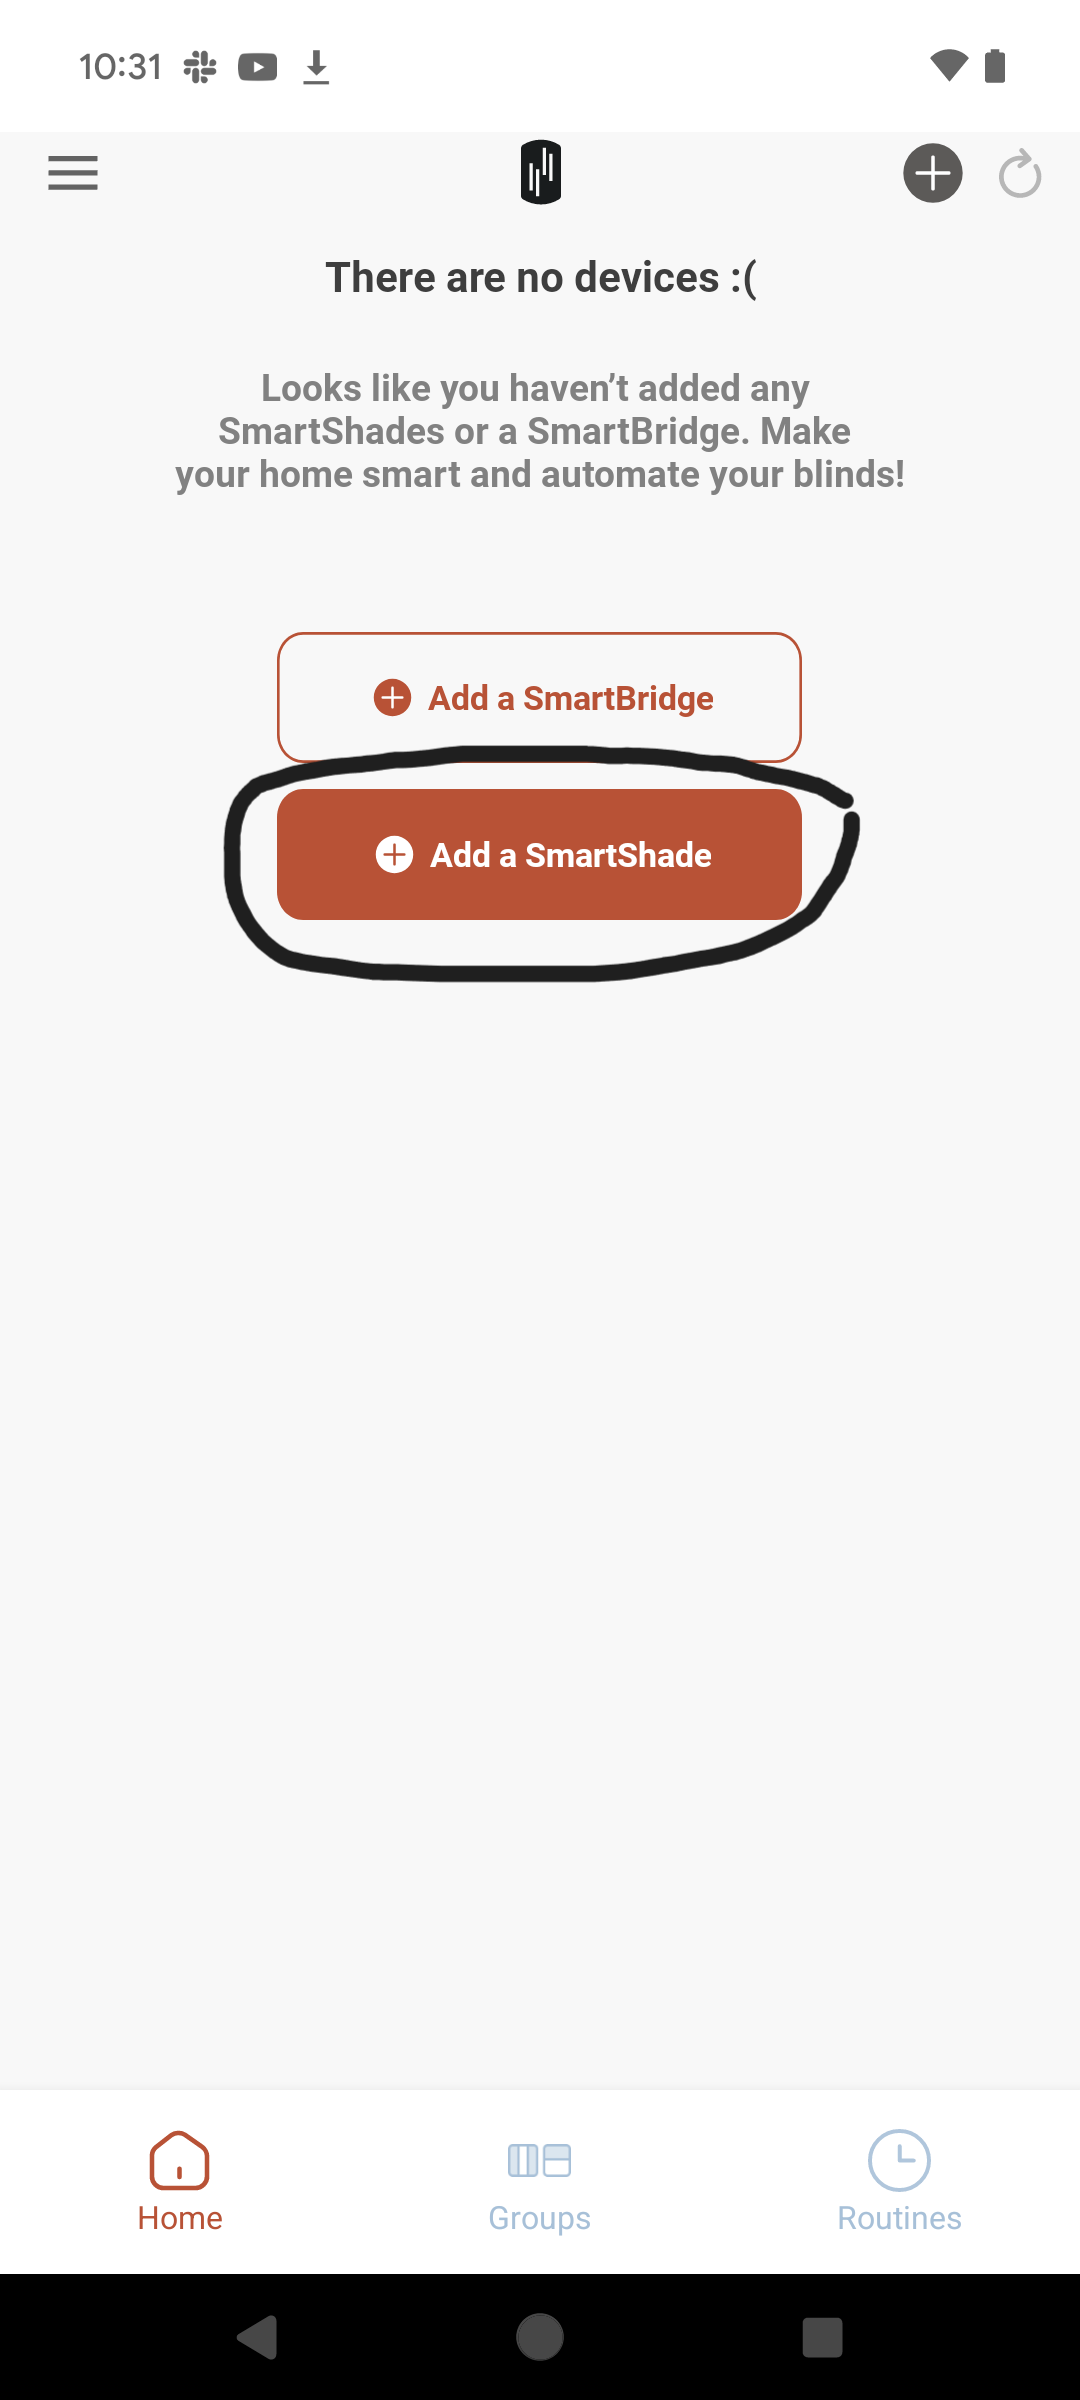 10:31
There are no devices :(
Looks like you haven’t added any
SmartShades or a SmartBridge. Make
your home smart and automate your blinds!
Add a SmartBridge
Add a SmartShade
Home
Groups
Routines